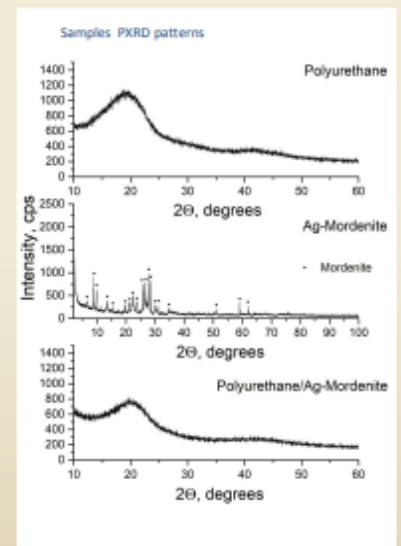 Samples PXRD patterns
Polyurethane
1400
1200
1000
800
600
400
200
0
10 20 30 40 50 60
2Θ, degrees
Intensity, cps
Ag-Mordenite
Mordenite
2500
2000
1500
1000
500
0
10 20 30 40 50 60 70 80 90 100
2Θ, degrees
Polyurethane/Ag-Mordenite
1400
1200
1000
800
600
400
200
0
10 20 30 40 50 60
2Θ, degrees